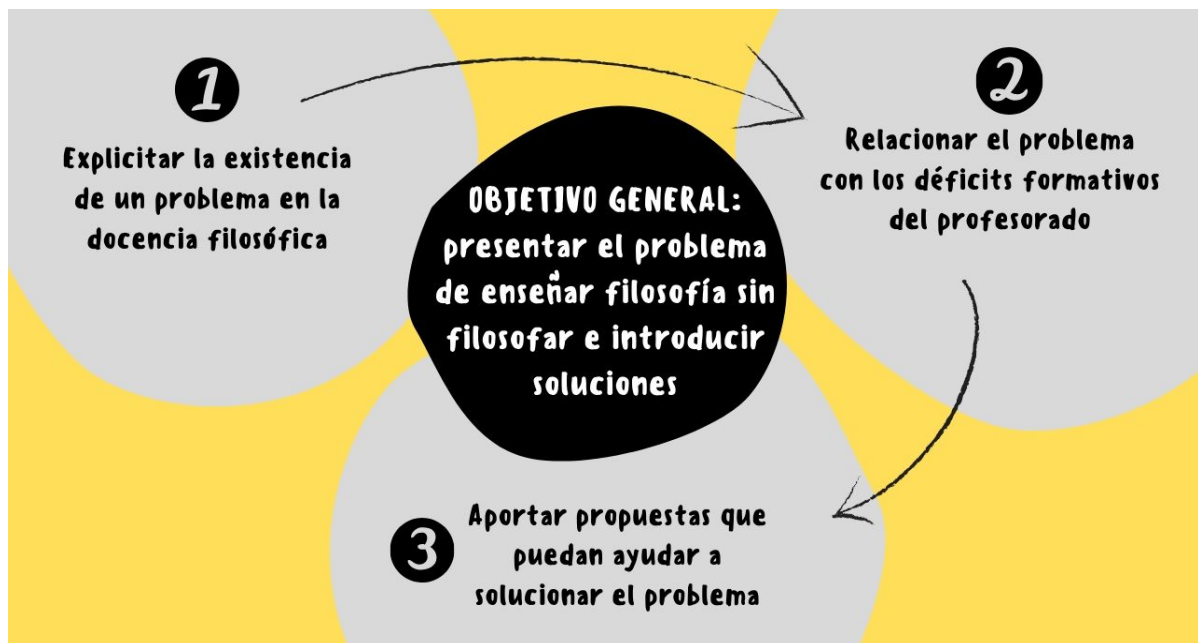 1
Explicitar la existencia
de un problema en la
docencia filosófica
OBJETIVO GENERAL:
presentar el problema
de enseñar filosofía sin
filosofar e introducir
soluciones
2
Relacionar el problema
con los déficits formativos
del profesorado
3
Aportar propuestas que
puedan ayudar a
solucionar el problema